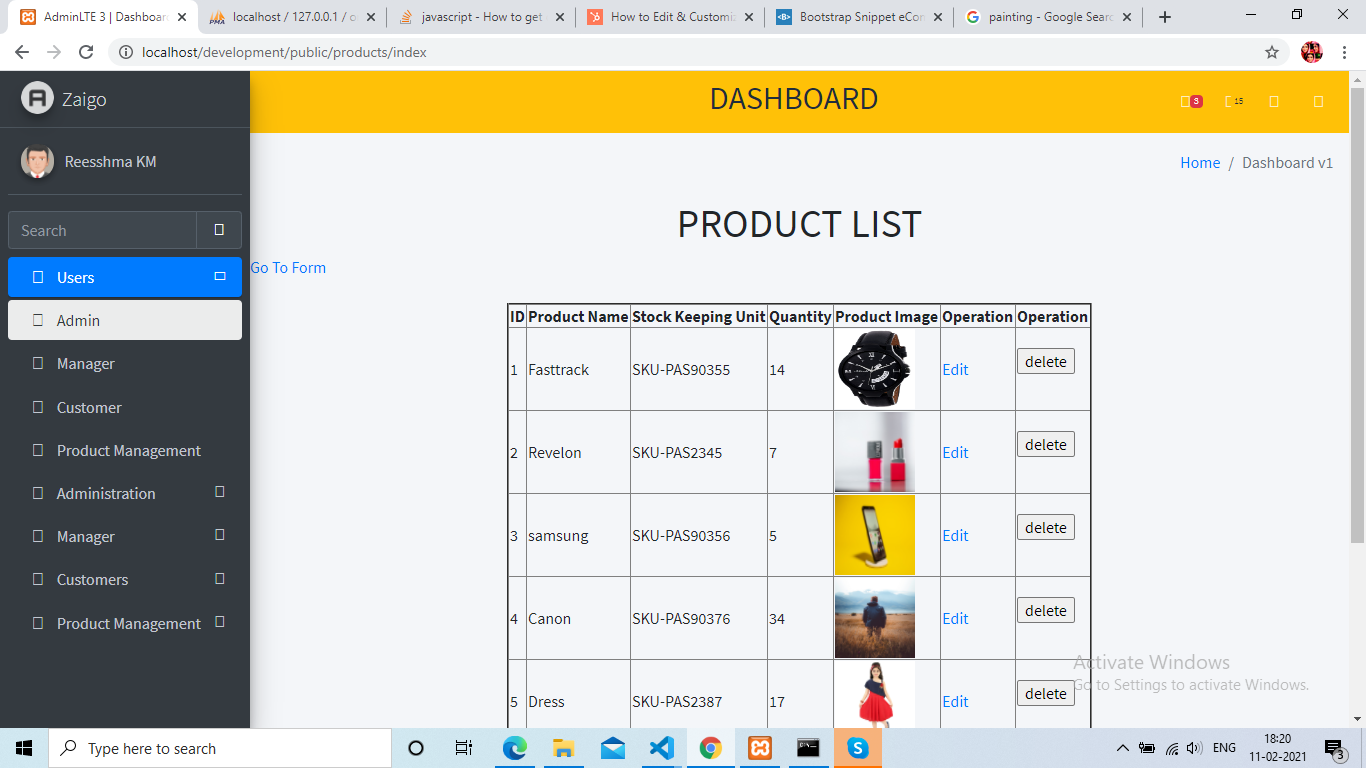 AdminLTE 3 | Dashboar
localhost / 127.0.0.1 / o
javascript - How to get
How to Edit & Customiz
Bootstrap Snippet eCom
painting - Google Searc
localhost/development/public/products/index
Zaigo
DASHBOARD
3
15
Reesshma KM
Home / Dashboard v1
Search
PRODUCT LIST
Users
Go To Form
Admin
Manager
Customer
Product Management
Administration
Manager
Customers
Product Management
ID Product Name Stock Keeping Unit Quantity Product Image Operation Operation
1 Fasttrack SKU-PAS90355 14 Edit delete
2 Revelon SKU-PAS2345 7 Edit delete
3 samsung SKU-PAS90356 5 Edit delete
4 Canon SKU-PAS90376 34 Edit delete
5 Dress SKU-PAS2387 17 Edit delete
Activate Windows
Go to Settings to activate Windows.
Type here to search
ENG
18:20
11-02-2021
3